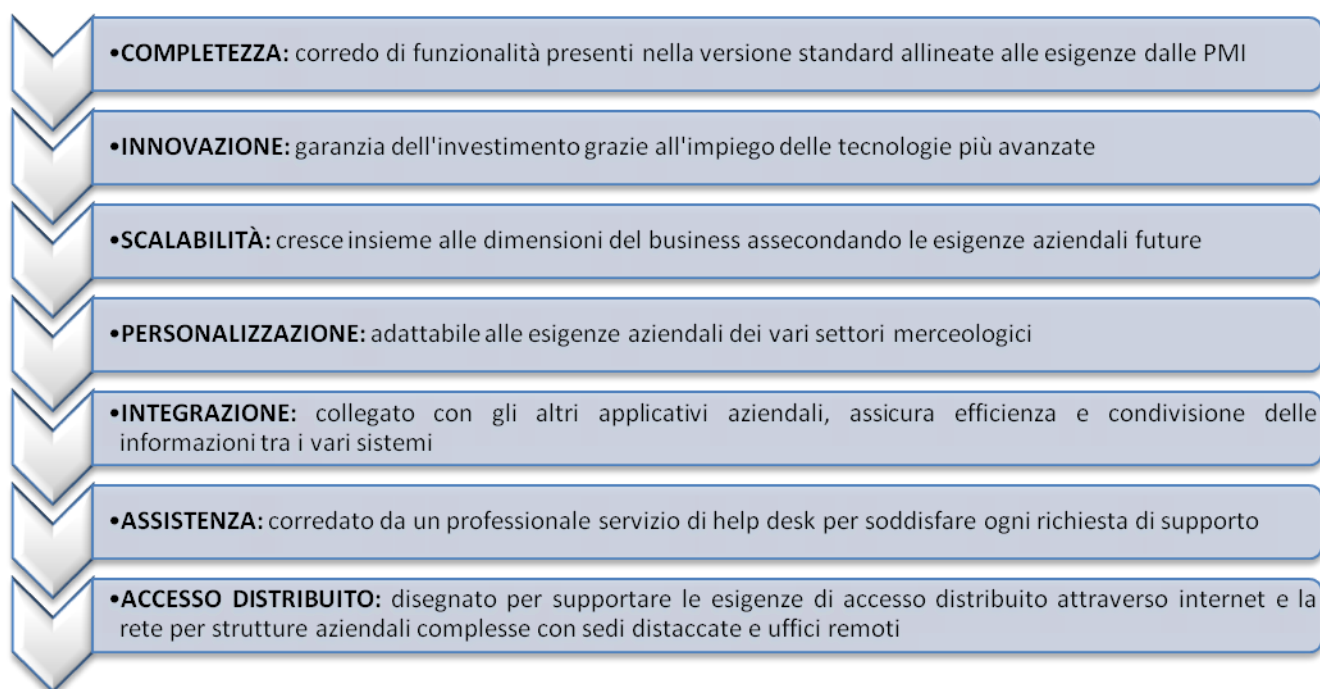 •COMPLETEZZA: corredo di funzionalità presenti nella versione standard allineate alle esigenze dalle PMI
•INNOVAZIONE: garanzia dell'investimento grazie all'impiego delle tecnologie più avanzate
•SCALABILITÀ: cresce insieme alle dimensioni del business assecondando le esigenze aziendali future
•PERSONALIZZAZIONE: adattabile alle esigenze aziendali dei vari settori merceologici
•INTEGRAZIONE: collegato con gli altri applicativi aziendali, assicura efficienza e condivisione delle
informazioni tra i vari sistemi
•ASSISTENZA: corredato da un professionale servizio di help desk per soddisfare ogni richiesta di supporto
•ACCESSO DISTRIBUITO: disegnato per supportare le esigenze di accesso distribuito attraverso internet e la
rete per strutture aziendali complesse con sedi distaccate e uffici remoti